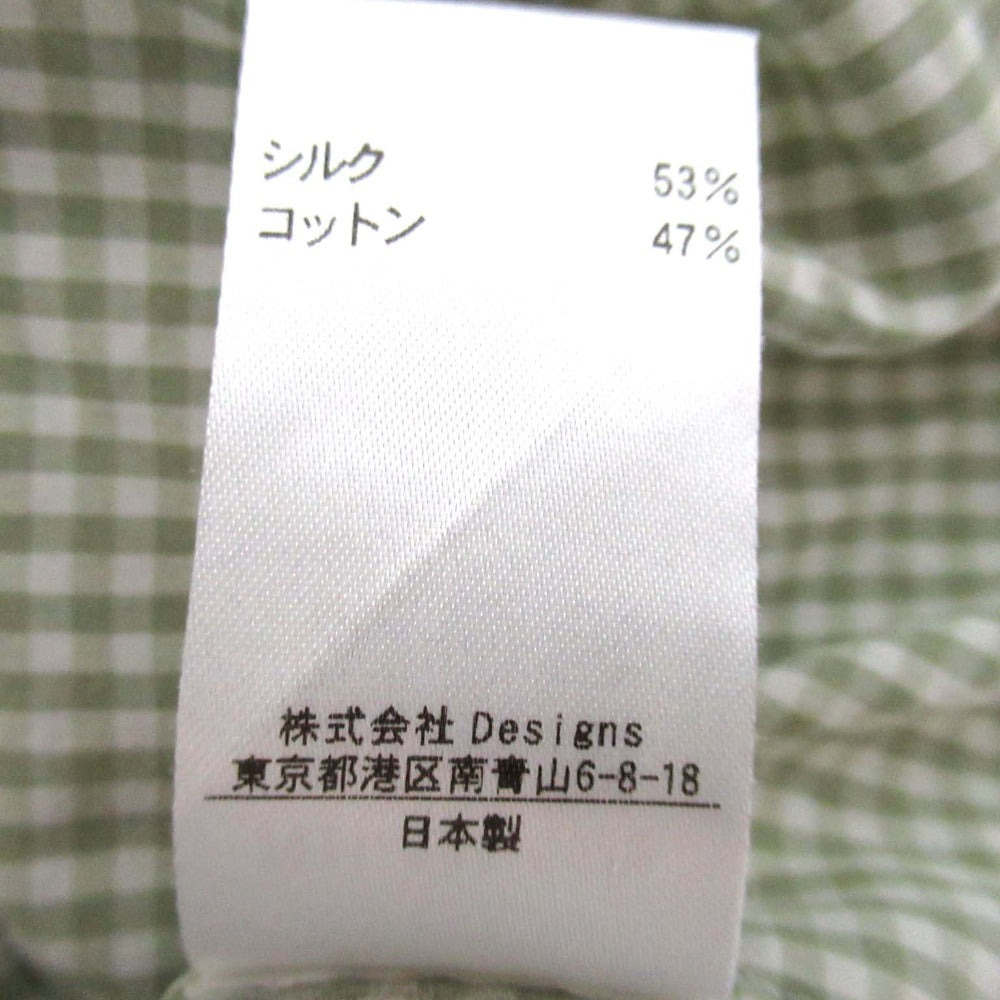 シルク 53%
コットン 47%
株式会社 Designs
東京都港区南青山6-8-18
日本製